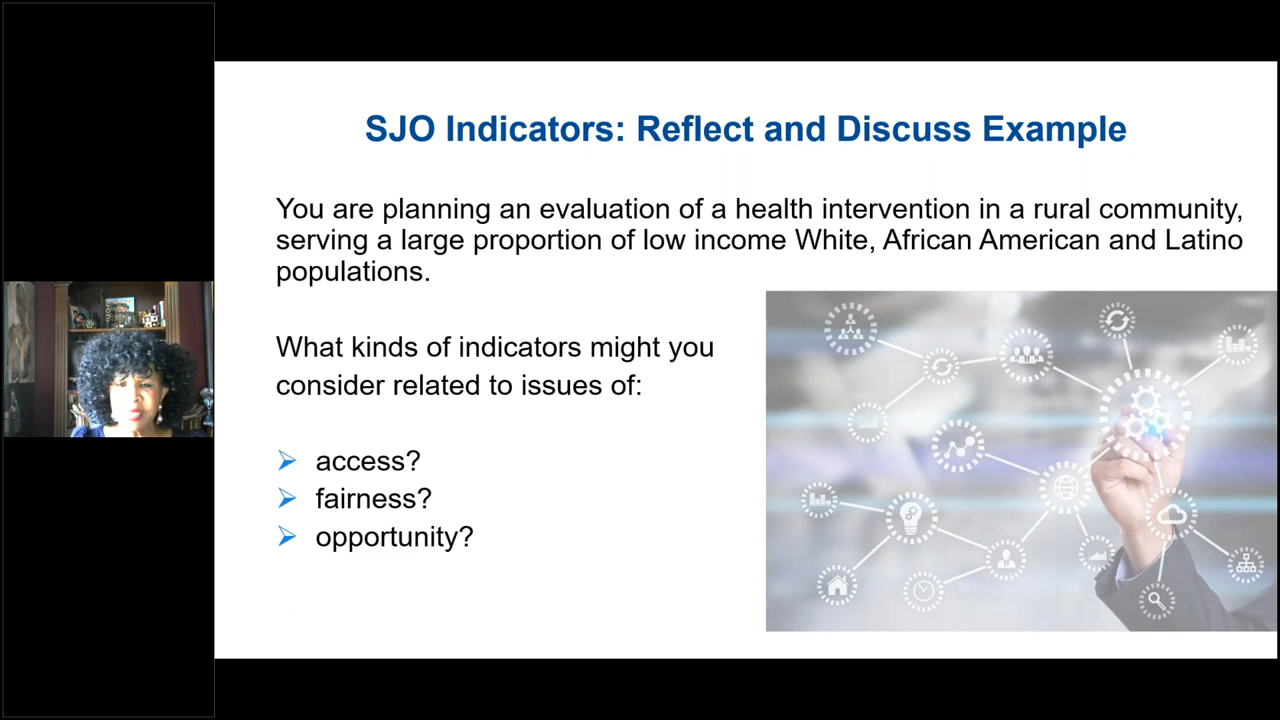 SJO Indicators: Reflect and Discuss Example
You are planning an evaluation of a health intervention in a rural community,
serving a large proportion of low income White, African American and Latino
populations.
What kinds of indicators might you
consider related to issues of:
access?
fairness?
opportunity?